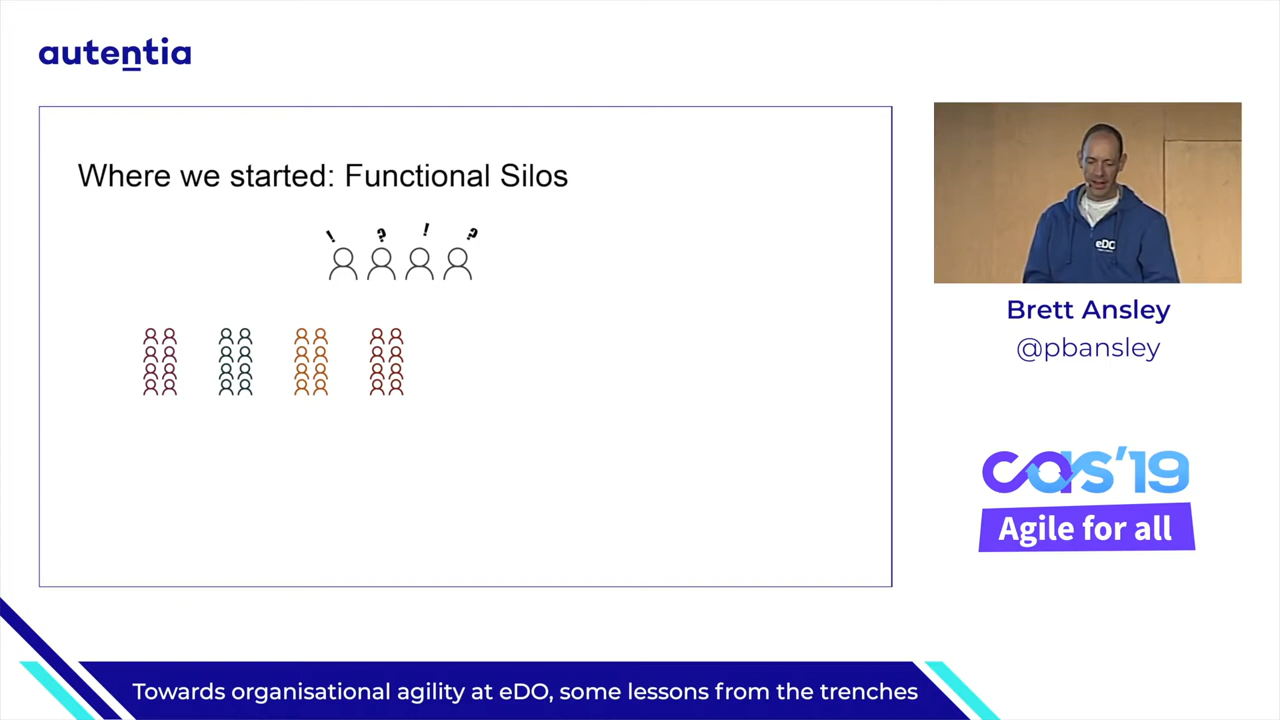 autentia
Where we started: Functional Silos
! ? ! ?
eDO
Brett Ansley
@pbansley
cas'19
Agile for all
Towards organisational agility at eDO, some lessons from the trenches